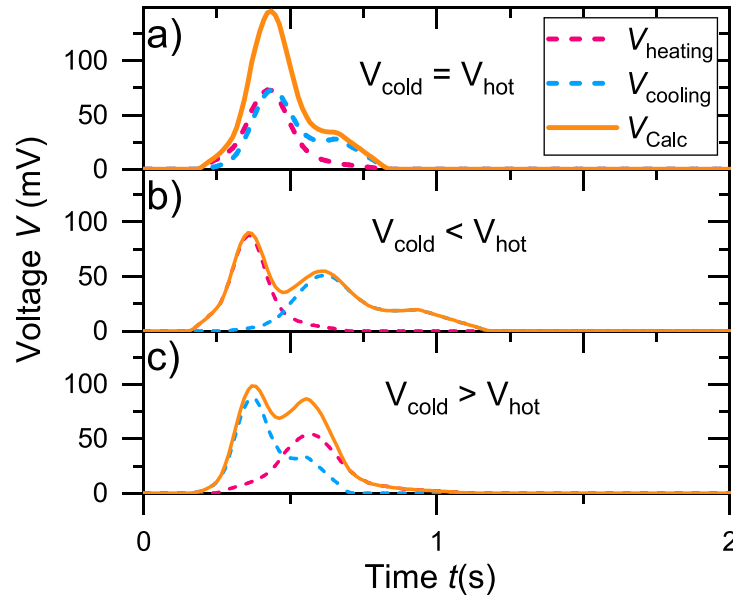 a)
V_heating
V_cooling
V_Calc
V_cold = V_hot
100
50
0
b)
V_cold < V_hot
100
50
0
c)
V_cold > V_hot
100
50
0
Voltage V (mV)
0
1
2
Time t(s)